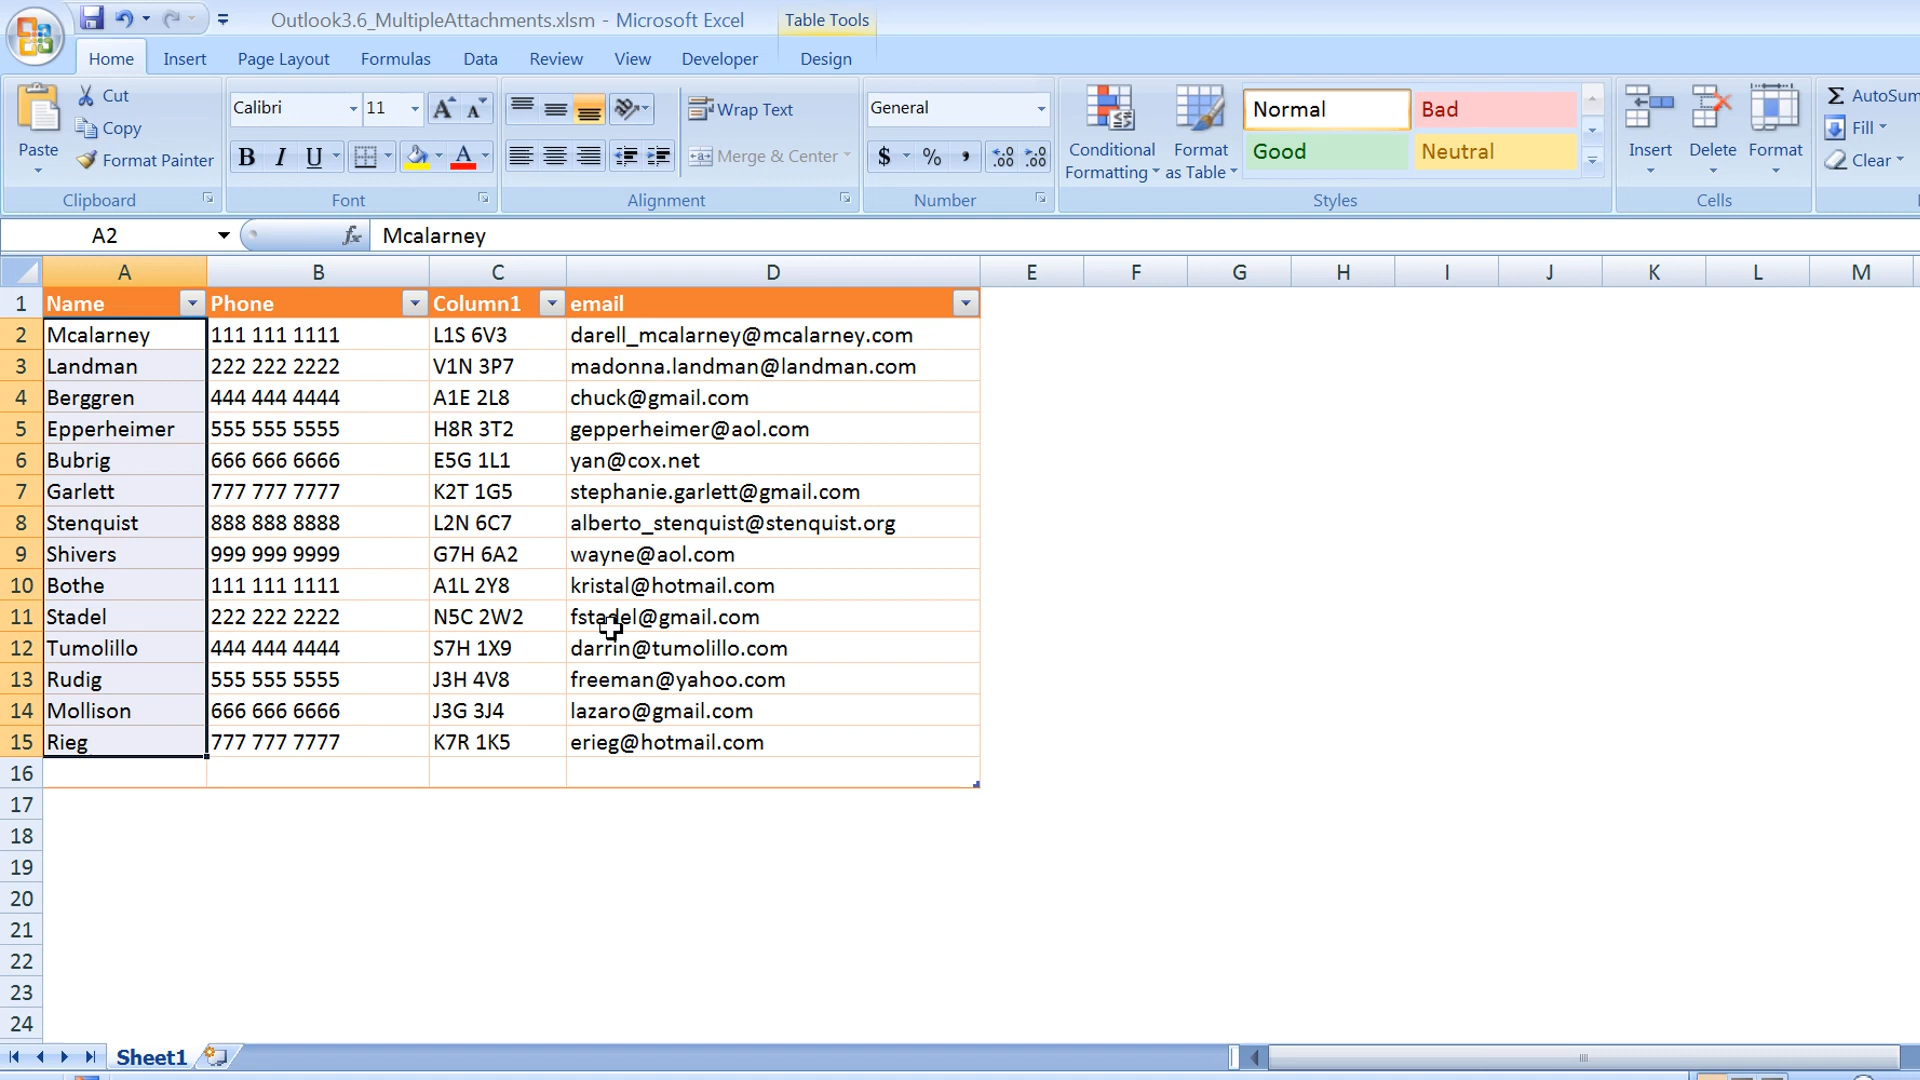 Outlook3.6_MultipleAttachments.xlsm - Microsoft Excel
Table Tools
Home Insert Page Layout Formulas Data Review View Developer Design
Paste
Cut
Copy
Format Painter
Clipboard
Calibri 11
B I U
Font
Wrap Text
Merge & Center
Alignment
General
$ % ,
Number
Conditional Formatting
Format as Table
Normal Bad
Good Neutral
Styles
Insert Delete Format
Cells
Σ AutoSum
Fill
Clear
A2 fx Mcalarney
A B C D E F G H I J K L M
1 Name Phone Column1 email
2 Mcalarney 111 111 1111 L1S 6V3 darell_mcalarney@mcalarney.com
3 Landman 222 222 2222 V1N 3P7 madonna.landman@landman.com
4 Berggren 444 444 4444 A1E 2L8 chuck@gmail.com
5 Epperheimer 555 555 5555 H8R 3T2 gepperheimer@aol.com
6 Bubrig 666 666 6666 E5G 1L1 yan@cox.net
7 Garlett 777 777 7777 K2T 1G5 stephanie.garlett@gmail.com
8 Stenquist 888 888 8888 L2N 6C7 alberto_stenquist@stenquist.org
9 Shivers 999 999 9999 G7H 6A2 wayne@aol.com
10 Bothe 111 111 1111 A1L 2Y8 kristal@hotmail.com
11 Stadel 222 222 2222 N5C 2W2 fstadel@gmail.com
12 Tumolillo 444 444 4444 S7H 1X9 darrin@tumolillo.com
13 Rudig 555 555 5555 J3H 4V8 freeman@yahoo.com
14 Mollison 666 666 6666 J3G 3J4 lazaro@gmail.com
15 Rieg 777 777 7777 K7R 1K5 erieg@hotmail.com
16
17
18
19
20
21
22
23
24
Sheet1